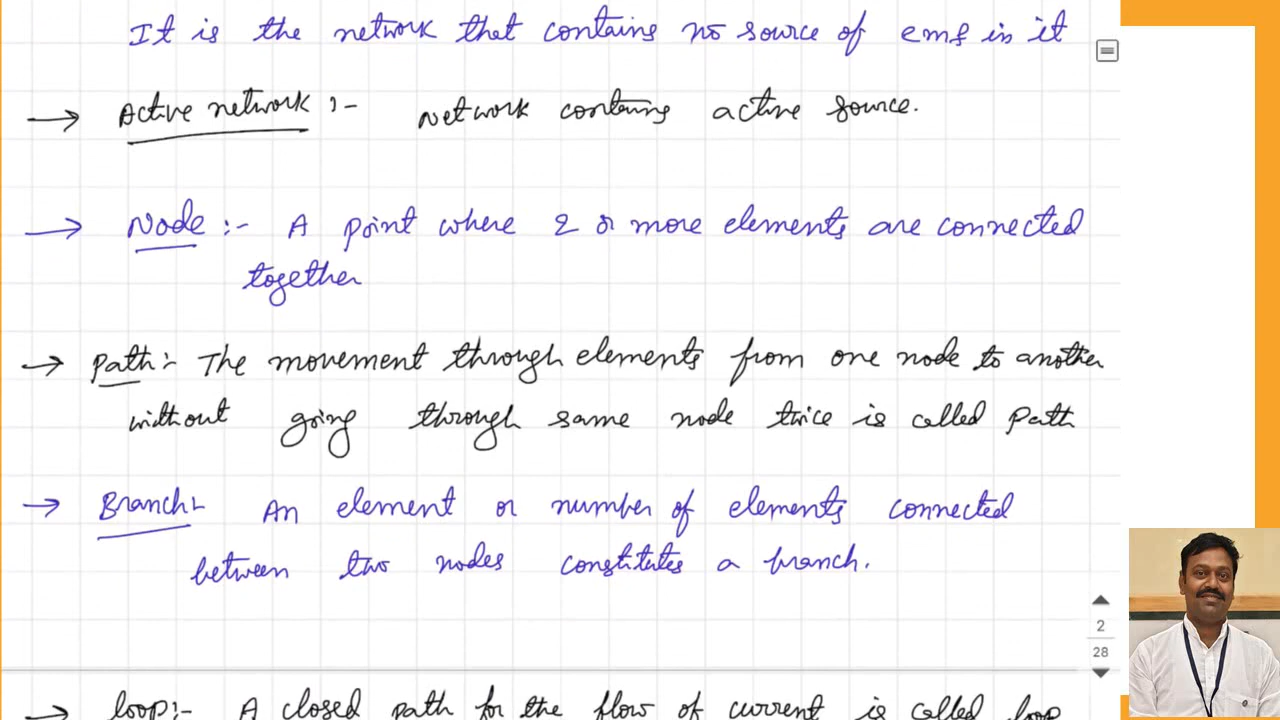 It is the network that contains no source of emf in it
→ Active network :- Network contains active source.
→ Node :- A point where 2 or more elements are connected
together
→ Path :- The movement through elements from one node to another
without going through same node twice is called path
→ Branch :- An element or number of elements connected
between two nodes constitutes a branch.
2
28
→ loop :- A closed path for the flow of current is called loop